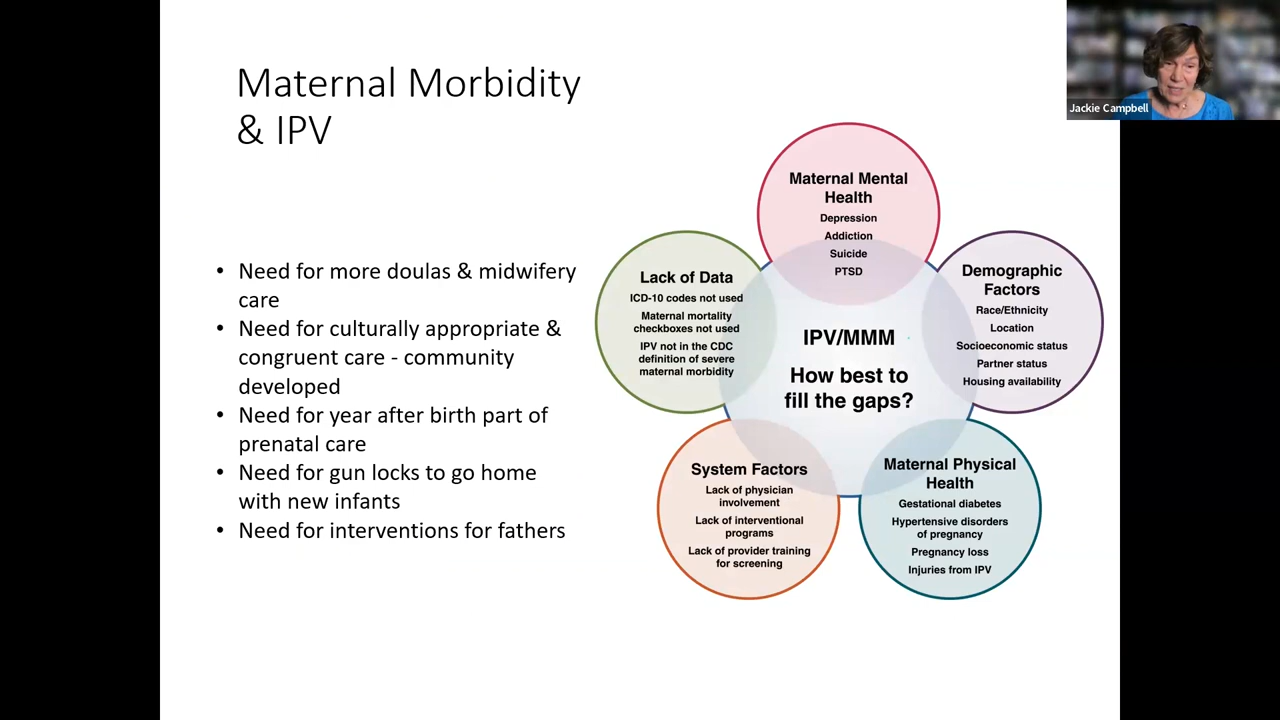 Maternal Morbidity
& IPV
Jackie Campbell
• Need for more doulas & midwifery
care
• Need for culturally appropriate &
congruent care - community
developed
• Need for year after birth part of
prenatal care
• Need for gun locks to go home
with new infants
• Need for interventions for fathers
Maternal Mental
Health
Depression
Addiction
Suicide
PTSD
Lack of Data
ICD-10 codes not used
Maternal mortality
checkboxes not used
IPV not in the CDC
definition of severe
maternal morbidity
IPV/MMM
How best to
fill the gaps?
Demographic
Factors
Race/Ethnicity
Location
Socioeconomic status
Partner status
Housing availability
System Factors
Lack of physician
involvement
Lack of interventional
programs
Lack of provider training
for screening
Maternal Physical
Health
Gestational diabetes
Hypertensive disorders
of pregnancy
Pregnancy loss
Injuries from IPV